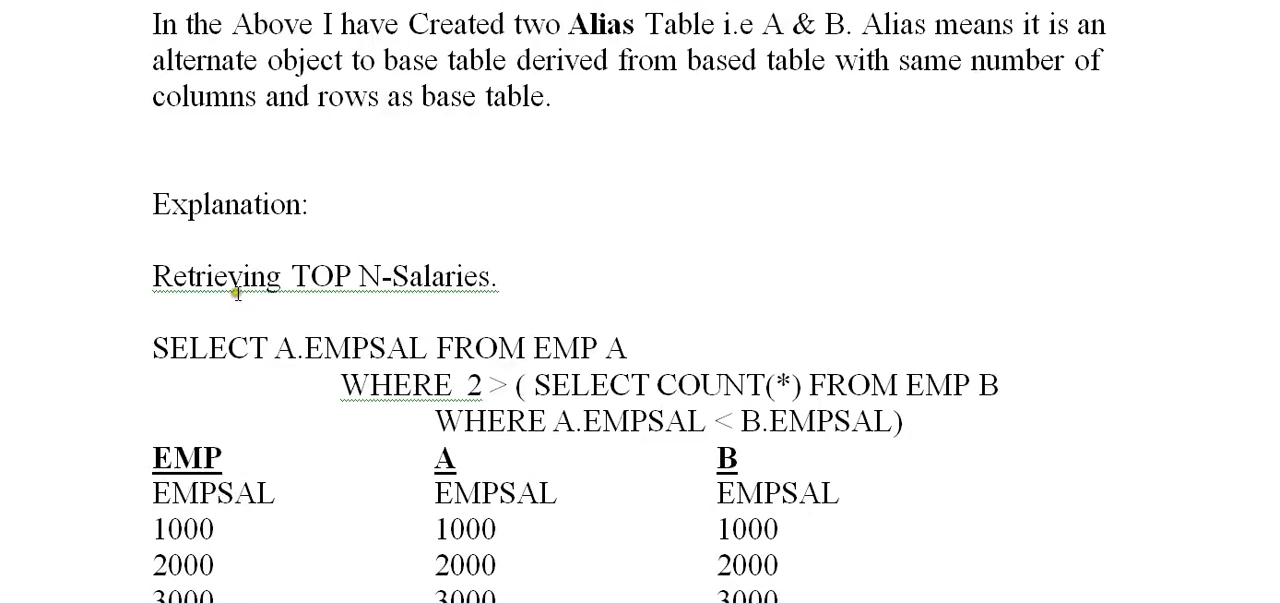 In the Above I have Created two Alias Table i.e A & B. Alias means it is an
alternate object to base table derived from based table with same number of
columns and rows as base table.
Explanation:
Retrieving TOP N-Salaries.
SELECT A.EMPSAL FROM EMP A
WHERE 2 > ( SELECT COUNT(*) FROM EMP B
WHERE A.EMPSAL < B.EMPSAL)
EMP A B
EMPSAL EMPSAL EMPSAL
1000 1000 1000
2000 2000 2000
3000 3000 3000